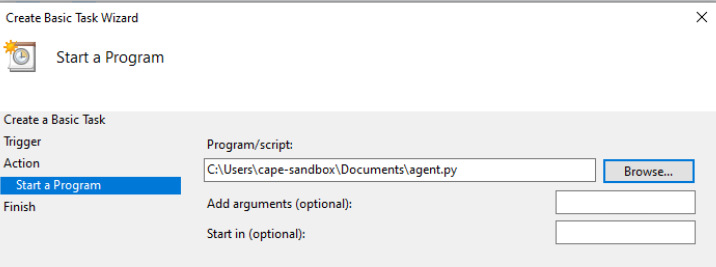 Create Basic Task Wizard
Start a Program
Create a Basic Task
Trigger
Action
Start a Program
Finish
Program/script:
C:\Users\cape-sandbox\Documents\agent.py
Browse...
Add arguments (optional):
Start in (optional):